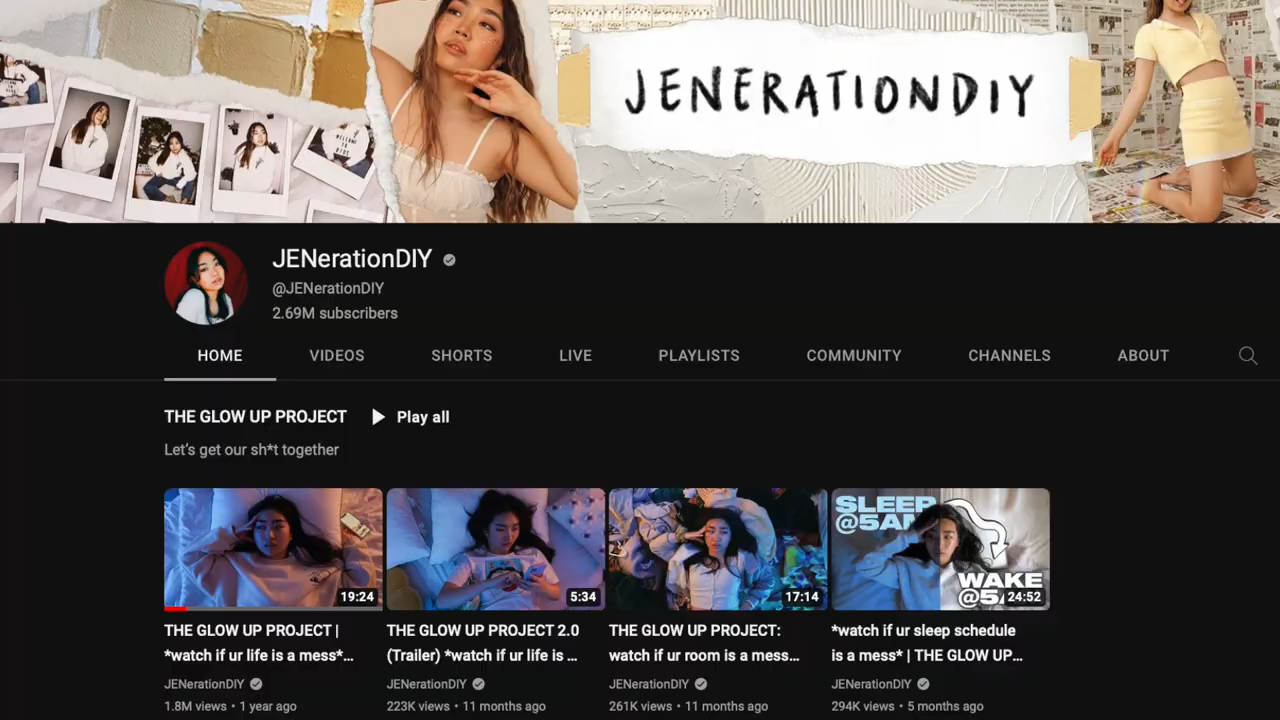 JENERATIONDIY
JENerationDIY
@JENerationDIY
2.69M subscribers
HOME VIDEOS SHORTS LIVE PLAYLISTS COMMUNITY CHANNELS ABOUT
THE GLOW UP PROJECT Play all
Let's get our sh*t together
SLEEP
@5AM
WAKE
@5
19:24 5:34 17:14 24:52
THE GLOW UP PROJECT |
*watch if ur life is a mess*...
JENerationDIY
1.8M views • 1 year ago
THE GLOW UP PROJECT 2.0
(Trailer) *watch if ur life is ...
JENerationDIY
223K views • 11 months ago
THE GLOW UP PROJECT:
watch if ur room is a mess...
JENerationDIY
261K views • 11 months ago
*watch if ur sleep schedule
is a mess* | THE GLOW UP...
JENerationDIY
294K views • 5 months ago